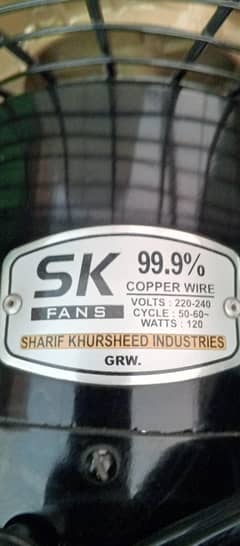 SK
FANS
99.9%
COPPER WIRE
VOLTS : 220-240
CYCLE : 50-60~
WATTS : 120
SHARIF KHURSHEED INDUSTRIES
GRW.